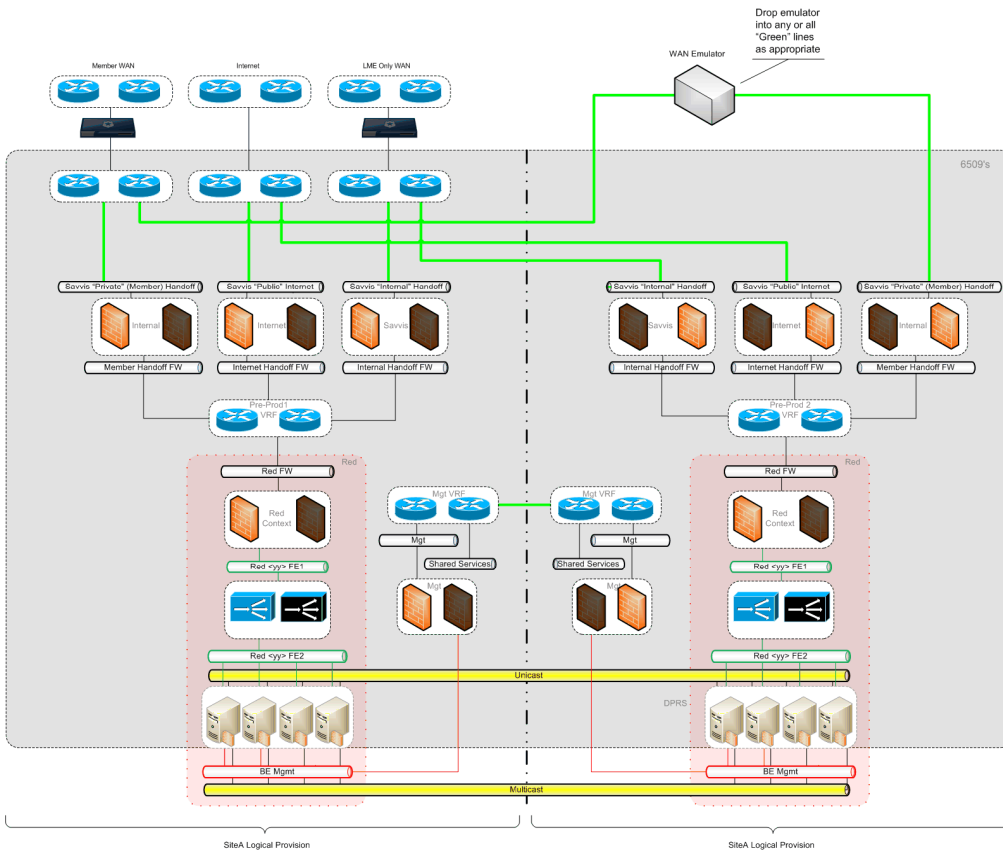 Drop emulator
into any or all
"Green" lines
as appropriate
WAN Emulator
Member WAN
Internet
LME Only WAN
6509's
Savvis "Private" (Member) Handoff
Savvis "Public" Internet
Savvis "Internal" Handoff
Savvis "Internal" Handoff
Savvis "Public" Internet
Savvis "Private" (Member) Handoff
Internal
Internet
Savvis
Savvis
Internet
Internal
Member Handoff FW
Internet Handoff FW
Internal Handoff FW
Internal Handoff FW
Internet Handoff FW
Member Handoff FW
Pre-Prod1
VRF
Pre-Prod 2
VRF
Red
Red
Red FW
Red FW
Mgt VRF
Mgt VRF
Red
Context
Red
Context
Mgt
Mgt
Shared Services
Shared Services
Red <yy> FE1
Red <yy> FE1
Mgt
Mgt
Red <yy> FE2
Red <yy> FE2
Unicast
DPRS
BE Mgmt
BE Mgmt
Multicast
SiteA Logical Provision
SiteA Logical Provision